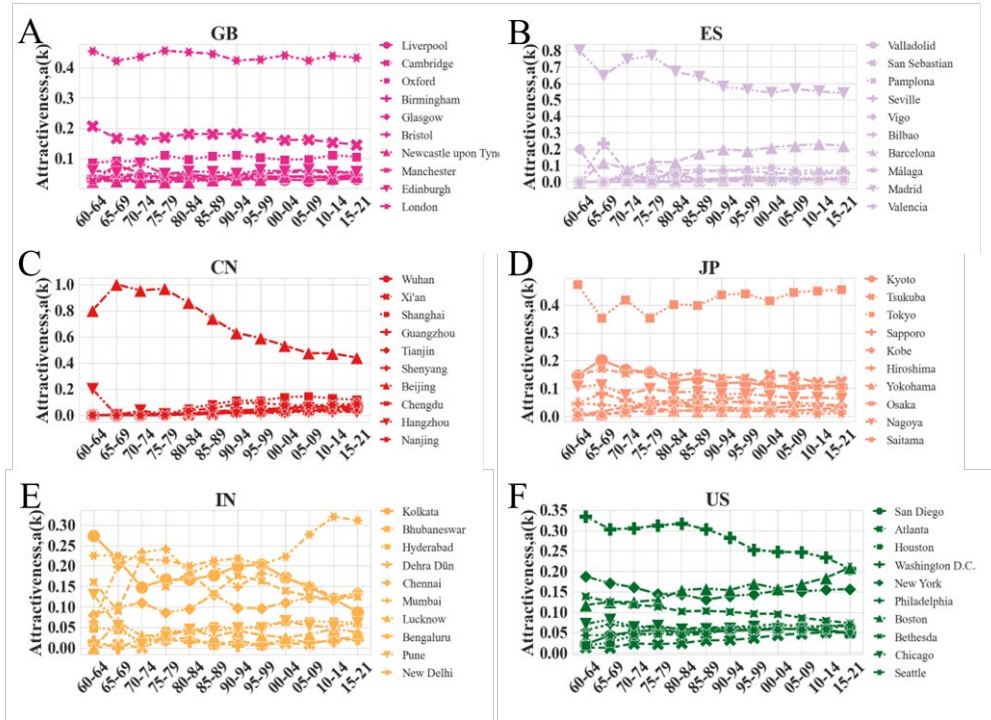 A
GB
Attractiveness,a(k)
0.4
0.3
0.2
0.1
60-64 65-69 70-74 75-79 80-84 85-89 90-94 95-99 00-04 05-09 10-14 15-21
Liverpool
Cambridge
Oxford
Birmingham
Glasgow
Bristol
Newcastle upon Tyne
Manchester
Edinburgh
London
B
ES
Attractiveness,a(k)
0.8
0.7
0.6
0.5
0.4
0.3
0.2
0.1
0.0
60-64 65-69 70-74 75-79 80-84 85-89 90-94 95-99 00-04 05-09 10-14 15-21
Valladolid
San Sebastian
Pamplona
Seville
Vigo
Bilbao
Barcelona
Málaga
Madrid
Valencia
C
CN
Attractiveness,a(k)
1.0
0.8
0.6
0.4
0.2
0.0
60-64 65-69 70-74 75-79 80-84 85-89 90-94 95-99 00-04 05-09 10-14 15-21
Wuhan
Xi'an
Shanghai
Guangzhou
Tianjin
Shenyang
Beijing
Chengdu
Hangzhou
Nanjing
D
JP
Attractiveness,a(k)
0.4
0.3
0.2
0.1
0.0
60-64 65-69 70-74 75-79 80-84 85-89 90-94 95-99 00-04 05-09 10-14 15-21
Kyoto
Tsukuba
Tokyo
Sapporo
Kobe
Hiroshima
Yokohama
Osaka
Nagoya
Saitama
E
IN
Attractiveness,a(k)
0.30
0.25
0.20
0.15
0.10
0.05
0.00
60-64 65-69 70-74 75-79 80-84 85-89 90-94 95-99 00-04 05-09 10-14 15-21
Kolkata
Bhubaneswar
Hyderabad
Dehra Dūn
Chennai
Mumbai
Lucknow
Bengaluru
Pune
New Delhi
F
US
Attractiveness,a(k)
0.35
0.30
0.25
0.20
0.15
0.10
0.05
0.00
60-64 65-69 70-74 75-79 80-84 85-89 90-94 95-99 00-04 05-09 10-14 15-21
San Diego
Atlanta
Houston
Washington D.C.
New York
Philadelphia
Boston
Bethesda
Chicago
Seattle